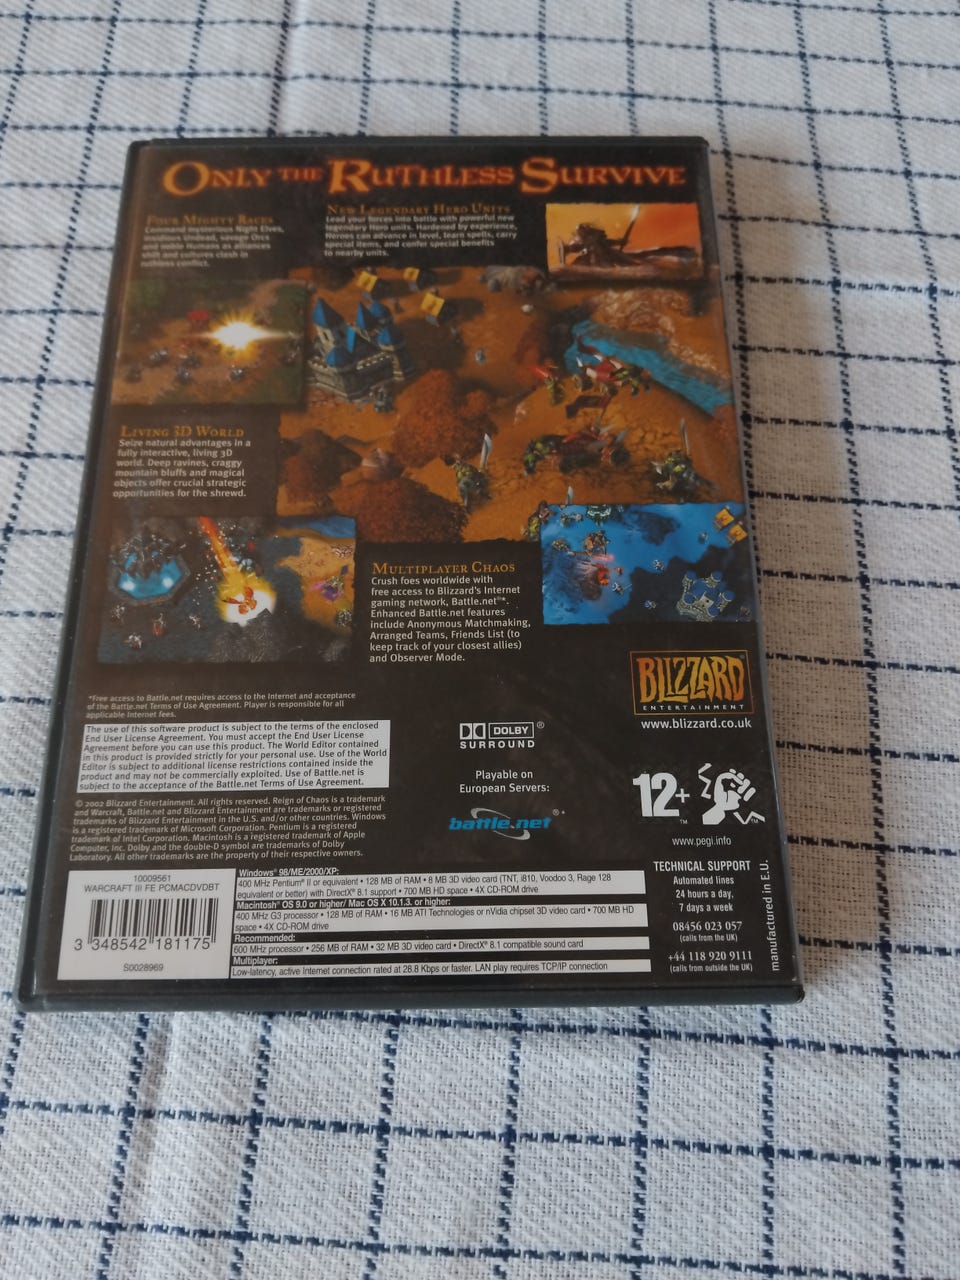 ONLY THE RUTHLESS SURVIVE
FOUR MIGHTY RACES
Command mysterious Night Elves,
insidious Undead, savage Orcs
and noble Humans as alliances
shift and cultures clash in
ruthless conflict.
NEW LEGENDARY HERO UNITS
Lead your forces into battle with powerful new
legendary Hero units. Hardened by experience,
Heroes can advance in level, learn spells, carry
special items, and confer special benefits
to nearby units.
LIVING 3D WORLD
Seize natural advantages in a
fully interactive, living 3D
world. Deep ravines, craggy
mountain bluffs and magical
objects offer crucial strategic
opportunities for the shrewd.
MULTIPLAYER CHAOS
Crush foes worldwide with
free access to Blizzard's Internet
gaming network, Battle.net®*.
Enhanced Battle.net features
include Anonymous Matchmaking,
Arranged Teams, Friends List (to
keep track of your closest allies)
and Observer Mode.
*Free access to Battle.net requires access to the Internet and acceptance
of the Battle.net Terms of Use Agreement. Player is responsible for all
applicable Internet fees.
The use of this software product is subject to the terms of the enclosed
End User License Agreement. You must accept the End User License
Agreement before you can use this product. The World Editor contained
in this product is provided strictly for your personal use. Use of the World
Editor is subject to additional license restrictions contained inside the
product and may not be commercially exploited. Use of Battle.net is
subject to the acceptance of the Battle.net Terms of Use Agreement.
© 2002 Blizzard Entertainment. All rights reserved. Reign of Chaos is a trademark
and Warcraft, Battle.net and Blizzard Entertainment are trademarks or registered
trademarks of Blizzard Entertainment in the U.S. and/or other countries. Windows
is a registered trademark of Microsoft Corporation. Pentium is a registered
trademark of Intel Corporation. Macintosh is a registered trademark of Apple
Computer, Inc. Dolby and the double-D symbol are trademarks of Dolby
Laboratory. All other trademarks are the property of their respective owners.
DOLBY®
SURROUND
Playable on
European Servers:
battle.net®*
BLIZZARD®
ENTERTAINMENT
www.blizzard.co.uk
12+™
™
www.pegi.info
TECHNICAL SUPPORT
Automated lines
24 hours a day,
7 days a week
08456 023 057
(calls from the UK)
+44 118 920 9111
(calls from outside the UK)
manufactured in E.U.
10009561
WARCRAFT III FE PCMACDVDBT
3 348542 181175
S0028969
Windows® 98/ME/2000/XP:
400 MHz Pentium® II or equivalent • 128 MB of RAM • 8 MB 3D video card (TNT, i810, Voodoo 3, Rage 128
equivalent or better) with DirectX® 8.1 support • 700 MB HD space • 4X CD-ROM drive
Macintosh® OS 9.0 or higher/ Mac OS X 10.1.3. or higher:
400 MHz G3 processor • 128 MB of RAM • 16 MB ATI Technologies or nVidia chipset 3D video card • 700 MB HD
space • 4X CD-ROM drive
Recommended:
600 MHz processor • 256 MB of RAM • 32 MB 3D video card • DirectX® 8.1 compatible sound card
Multiplayer:
Low-latency, active Internet connection rated at 28.8 Kbps or faster. LAN play requires TCP/IP connection